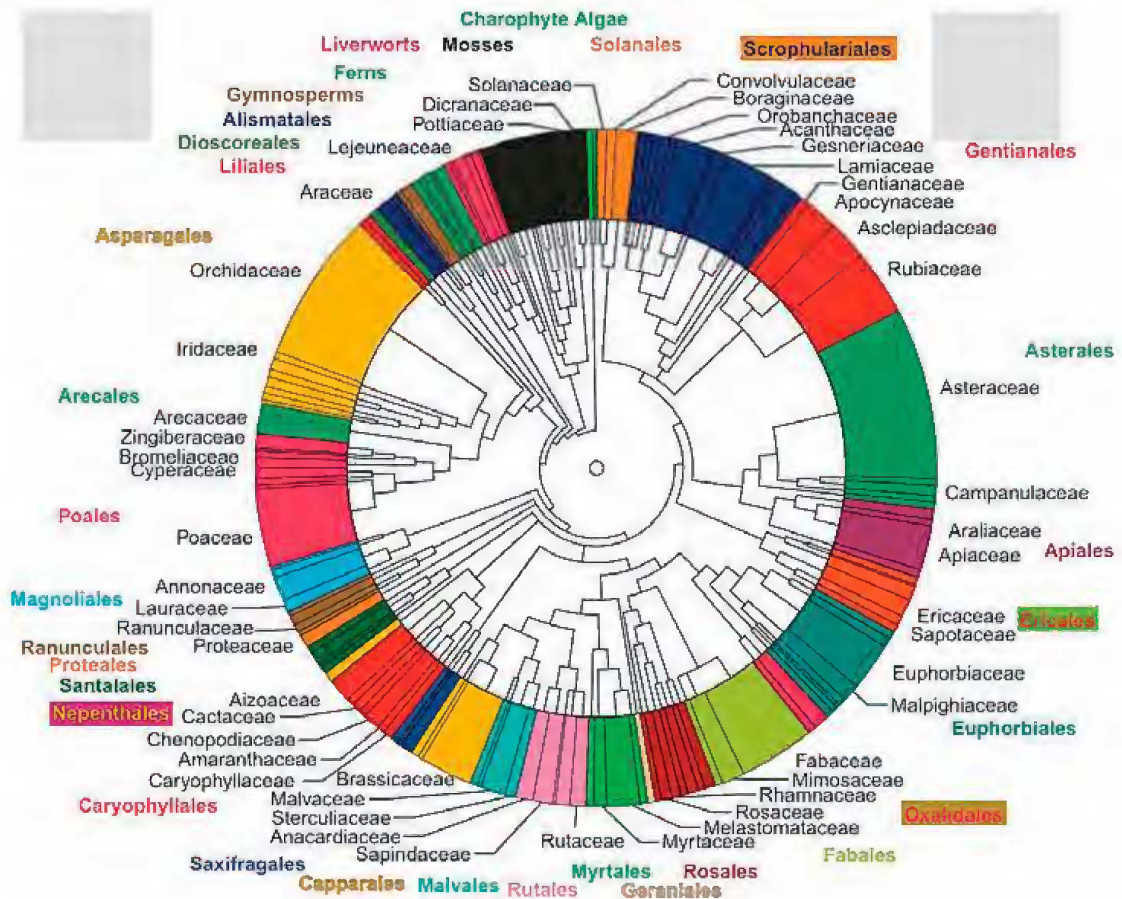 Charophyte Algae
Liverworts Mosses Solanales Scrophulariales
Ferns
Solanaceae
Convolvulaceae
Gymnosperms
Dicranaceae
Boraginaceae
Alismatales
Pottiaceae
Orobanchaceae
Acanthaceae
Dioscoreales
Lejeuneaceae
Gesneriaceae
Gentianales
Liliales
Lamiaceae
Araceae
Gentianaceae
Apocynaceae
Asparagales
Asclepiadaceae
Orchidaceae
Rubiaceae
Iridaceae
Asterales
Arecales
Asteraceae
Arecaceae
Zingiberaceae
Bromeliaceae
Cyperaceae
Campanulaceae
Poales
Araliaceae
Poaceae
Apiaceae Apiales
Annonaceae
Magnoliales
Lauraceae
Ericaceae Ericales
Ranunculaceae
Sapotaceae
Ranunculales
Proteaceae
Proteales
Euphorbiaceae
Santalales
Aizoaceae
Malpighiaceae
Nepenthales
Cactaceae
Euphorbiales
Chenopodiaceae
Amaranthaceae
Fabaceae
Caryophyllaceae
Brassicaceae
Mimosaceae
Caryophyllales
Malvaceae
Rhamnaceae
Sterculiaceae
Rosaceae
Oxalidales
Anacardiaceae
Melastomataceae
Sapindaceae
Rutaceae
Myrtaceae
Fabales
Saxifragales
Capparales Malvales Rutales Myrtales Geraniales Rosales